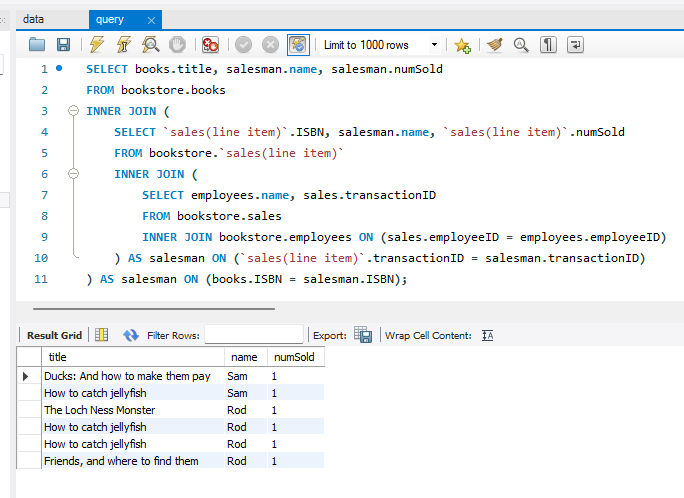 data query
Limit to 1000 rows
1 SELECT books.title, salesman.name, salesman.numSold
2 FROM bookstore.books
3 INNER JOIN (
4 SELECT `sales(line item)`.ISBN, salesman.name, `sales(line item)`.numSold
5 FROM bookstore.`sales(line item)`
6 INNER JOIN (
7 SELECT employees.name, sales.transactionID
8 FROM bookstore.sales
9 INNER JOIN bookstore.employees ON (sales.employeeID = employees.employeeID)
10 ) AS salesman ON (`sales(line item)`.transactionID = salesman.transactionID)
11 ) AS salesman ON (books.ISBN = salesman.ISBN);
Result Grid Filter Rows: Export: Wrap Cell Content: IA
title name numSold
Ducks: And how to make them pay Sam 1
How to catch jellyfish Sam 1
The Loch Ness Monster Rod 1
How to catch jellyfish Rod 1
How to catch jellyfish Rod 1
Friends, and where to find them Rod 1